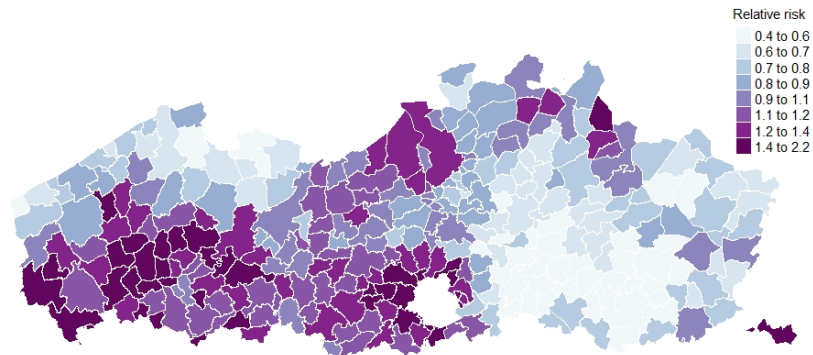 Relative risk
0.4 to 0.6
0.6 to 0.7
0.7 to 0.8
0.8 to 0.9
0.9 to 1.1
1.1 to 1.2
1.2 to 1.4
1.4 to 2.2